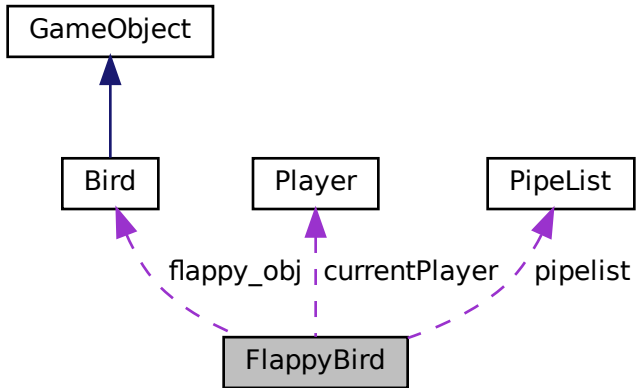 GameObject
Bird
Player
PipeList
flappy_obj
currentPlayer
pipelist
FlappyBird